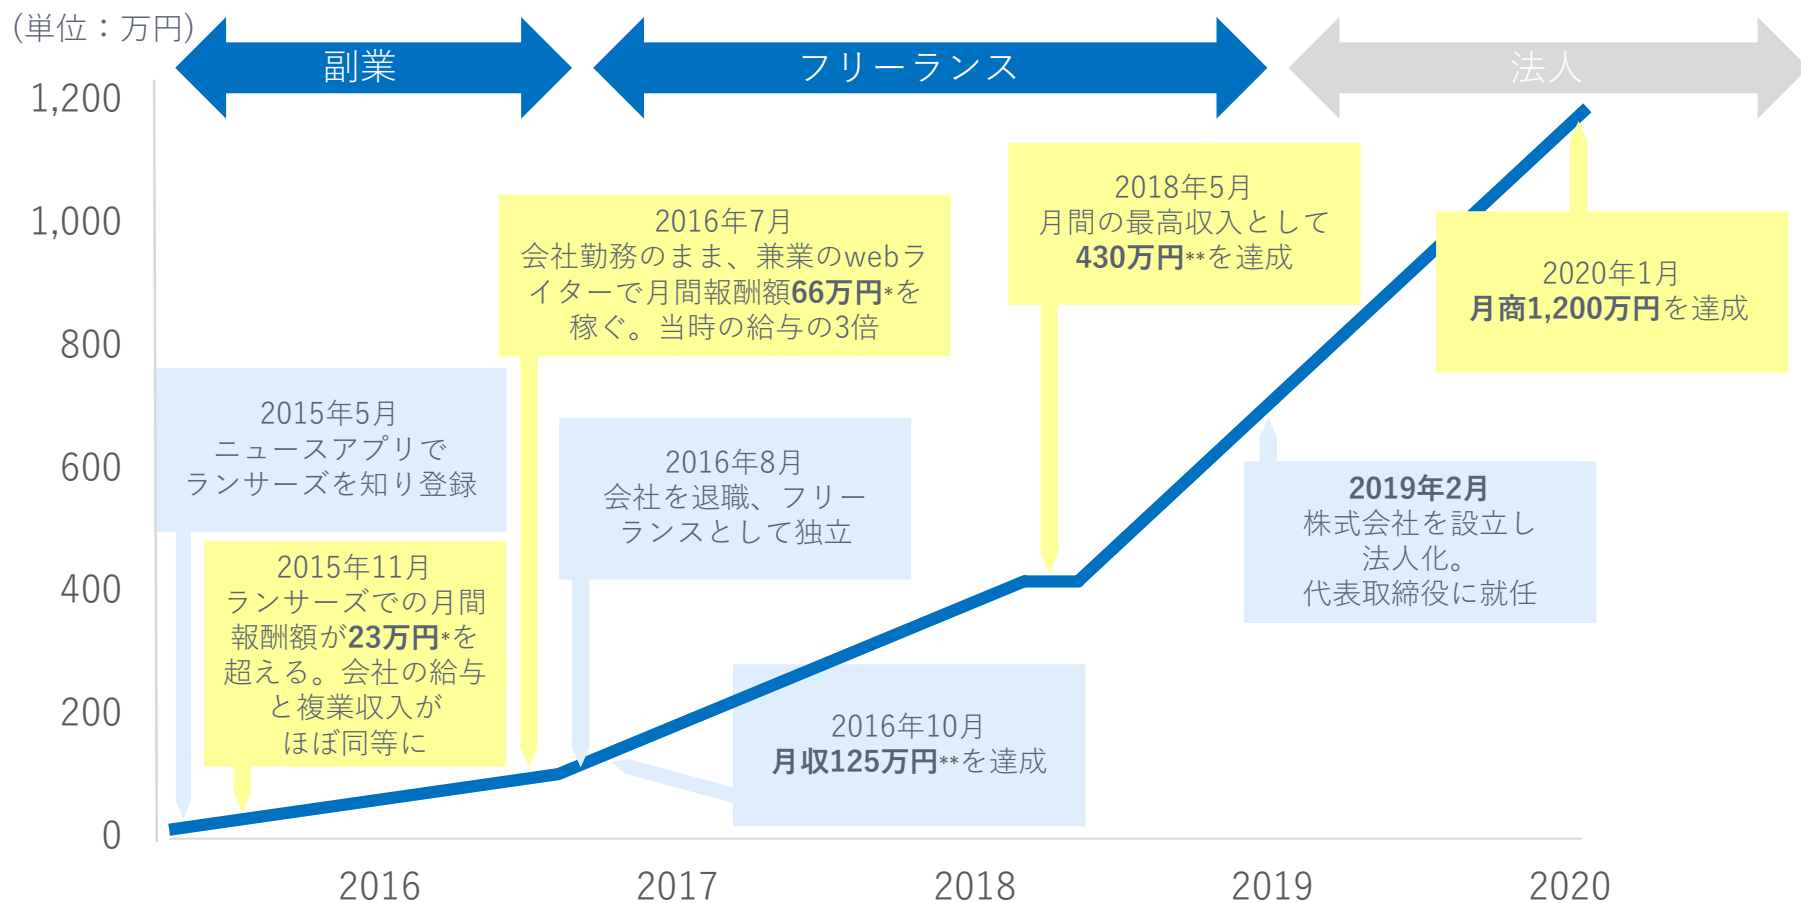 (単位：万円)
副業
フリーランス
法人
1,200
1,000
800
600
400
200
0
2015年5月
ニュースアプリで
ランサーズを知り登録
2015年11月
ランサーズでの月間
報酬額が23万円*を
超える。会社の給与
と複業収入が
ほぼ同等に
2016年7月
会社勤務のまま、兼業のwebラ
イターで月間報酬額66万円*を
稼ぐ。当時の給与の3倍
2016年8月
会社を退職、フリー
ランスとして独立
2016年10月
月収125万円**を達成
2018年5月
月間の最高収入として
430万円**を達成
2019年2月
株式会社を設立し
法人化。
代表取締役に就任
2020年1月
月商1,200万円を達成
2016
2017
2018
2019
2020